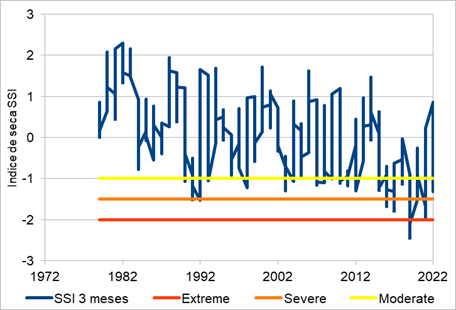 3
2
1
0
-1
-2
-3
Indice de seca SSI
1972 1982 1992 2002 2012 2022
SSI 3 meses Extreme Severe Moderate